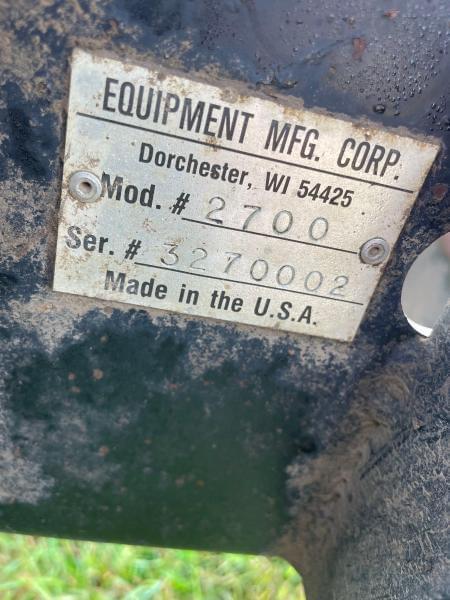 EQUIPMENT MFG. CORP.
Dorchester, WI 54425
Mod. # 2700
Ser. # 3270002
Made in the U.S.A.